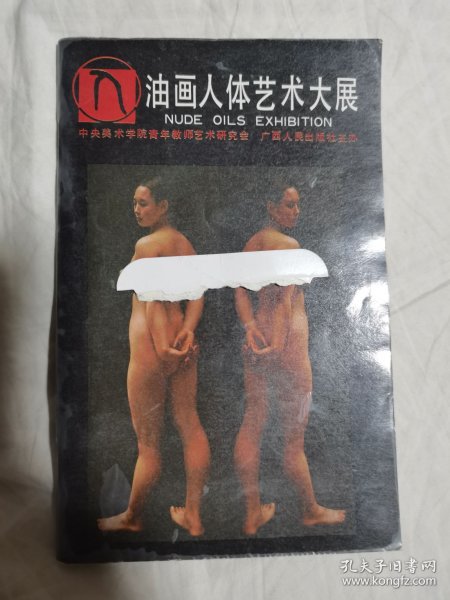 油画人体艺术大展
NUDE OILS EXHIBITION
中央美术学院青年教师艺术研究会 广西人民出版社主办
孔夫子旧书网
www.kongfz.com